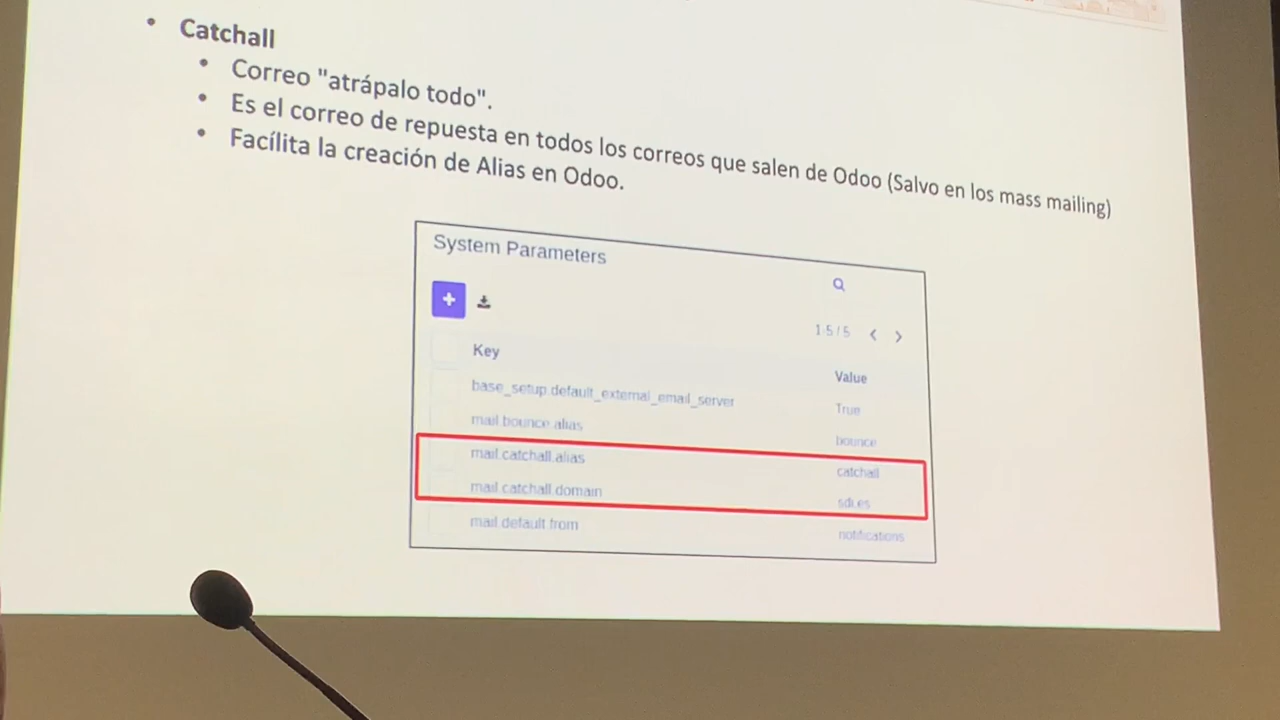 • Catchall
• Correo "atrápalo todo".
• Es el correo de repuesta en todos los correos que salen de Odoo (Salvo en los mass mailing)
• Facílita la creación de Alias en Odoo.
System Parameters
1-5 / 5
Key Value
base_setup.default_external_email_server True
mail.bounce.alias bounce
mail.catchall.alias catchall
mail.catchall.domain sdi.es
mail.default.from notifications